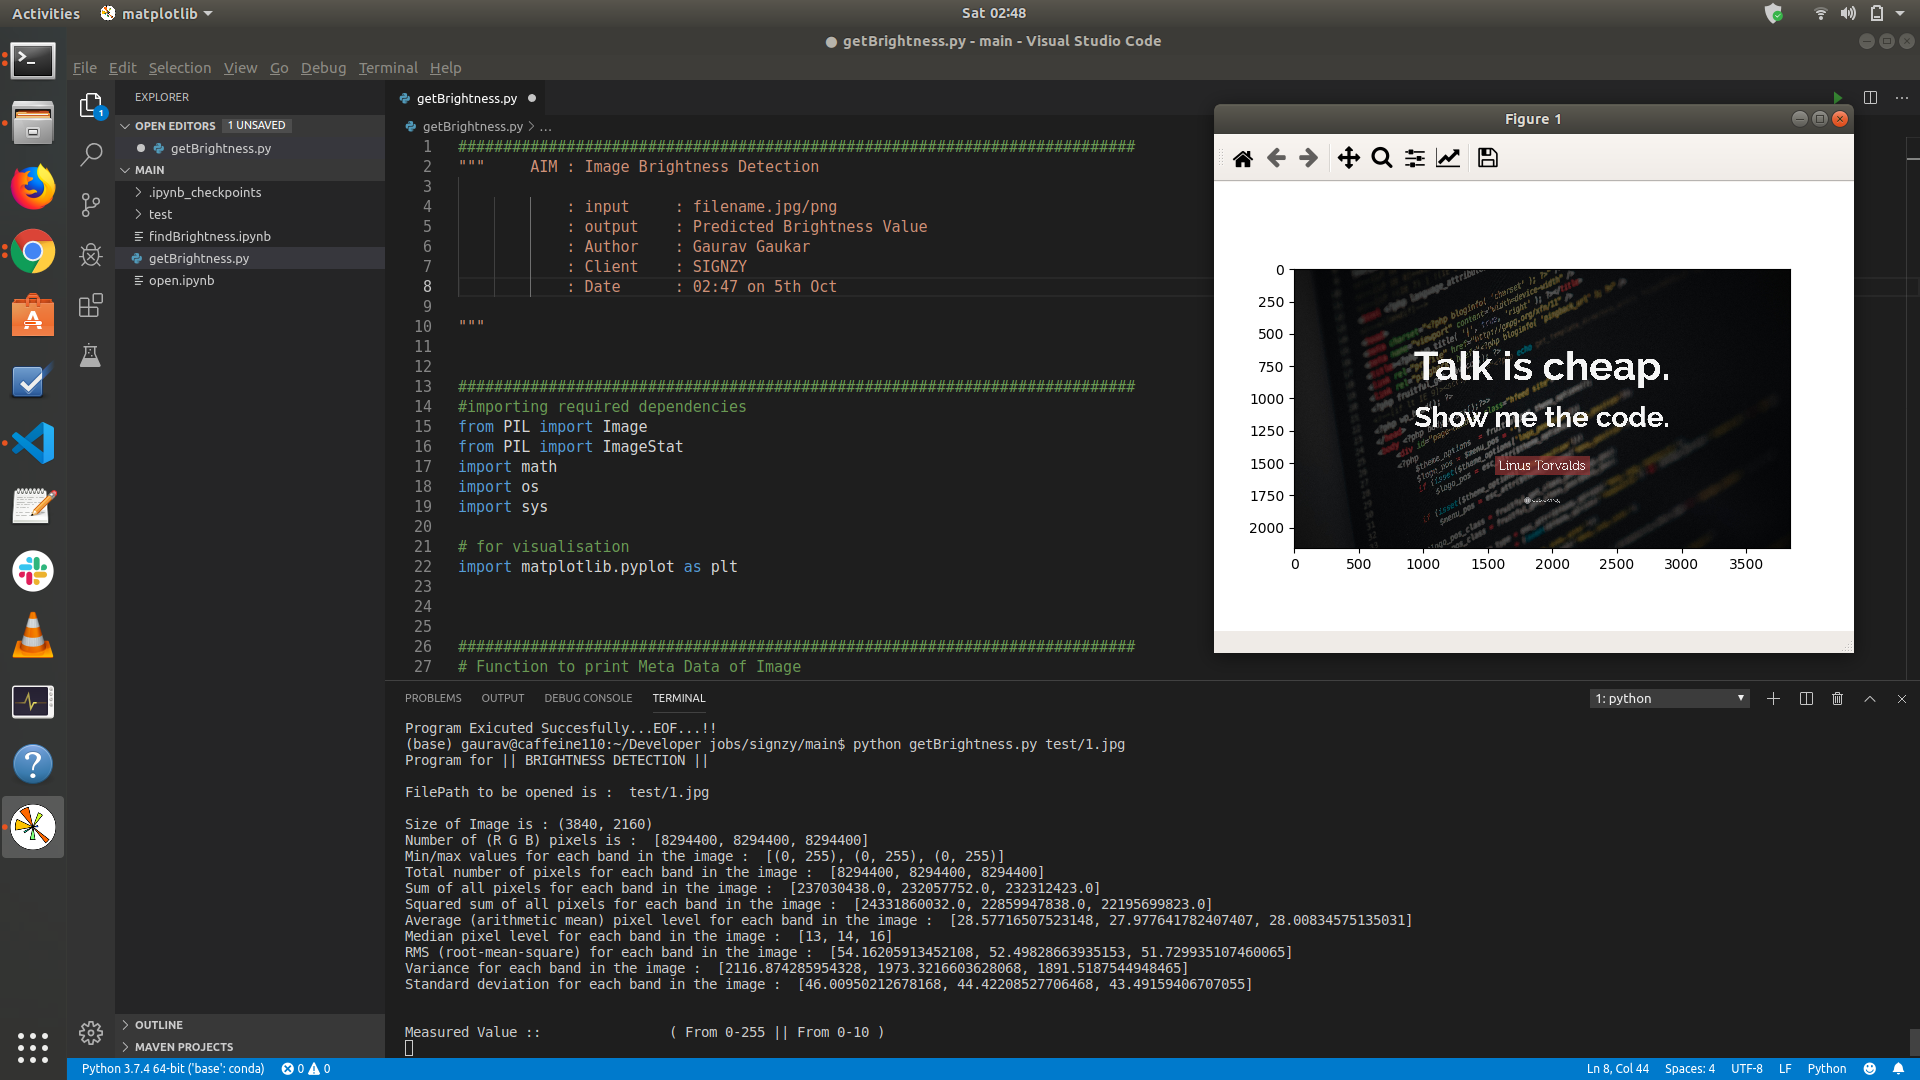 Activities matplotlib Sat 02:48
● getBrightness.py - main - Visual Studio Code
File Edit Selection View Go Debug Terminal Help
EXPLORER
OPEN EDITORS 1 UNSAVED
getBrightness.py
MAIN
.ipynb_checkpoints
test
findBrightness.ipynb
getBrightness.py
open.ipynb
OUTLINE
MAVEN PROJECTS
1
getBrightness.py
getBrightness.py > ...
1 ###########################################################################
2 """ AIM : Image Brightness Detection
3
4 : input : filename.jpg/png
5 : output : Predicted Brightness Value
6 : Author : Gaurav Gaukar
7 : Client : SIGNZY
8 : Date : 02:47 on 5th Oct
9
10 """
11
12
13 ###########################################################################
14 #importing required dependencies
15 from PIL import Image
16 from PIL import ImageStat
17 import math
18 import os
19 import sys
20
21 # for visualisation
22 import matplotlib.pyplot as plt
23
24
25
26 ###########################################################################
27 # Function to print Meta Data of Image
Figure 1
0
250
500
750
1000
1250
1500
1750
2000
0 500 1000 1500 2000 2500 3000 3500
Talk is cheap.
Show me the code.
Linus Torvalds
PROBLEMS OUTPUT DEBUG CONSOLE TERMINAL 1: python
Program Exicuted Succesfully...EOF...!!
(base) gaurav@caffeine110:~/Developer jobs/signzy/main$ python getBrightness.py test/1.jpg
Program for || BRIGHTNESS DETECTION ||
FilePath to be opened is : test/1.jpg
Size of Image is : (3840, 2160)
Number of (R G B) pixels is : [8294400, 8294400, 8294400]
Min/max values for each band in the image : [(0, 255), (0, 255), (0, 255)]
Total number of pixels for each band in the image : [8294400, 8294400, 8294400]
Sum of all pixels for each band in the image : [237030438.0, 232057752.0, 232312423.0]
Squared sum of all pixels for each band in the image : [24331860032.0, 22859947838.0, 22195699823.0]
Average (arithmetic mean) pixel level for each band in the image : [28.57716507523148, 27.977641782407407, 28.00834575135031]
Median pixel level for each band in the image : [13, 14, 16]
RMS (root-mean-square) for each band in the image : [54.16205913452108, 52.49828663935153, 51.729935107460065]
Variance for each band in the image : [2116.874285954328, 1973.3216603628068, 1891.5187544948465]
Standard deviation for each band in the image : [46.00950212678168, 44.42208527706468, 43.49159406707055]
Measured Value :: ( From 0-255 || From 0-10 )
Python 3.7.4 64-bit ('base': conda) 0 0 Ln 8, Col 44 Spaces: 4 UTF-8 LF Python